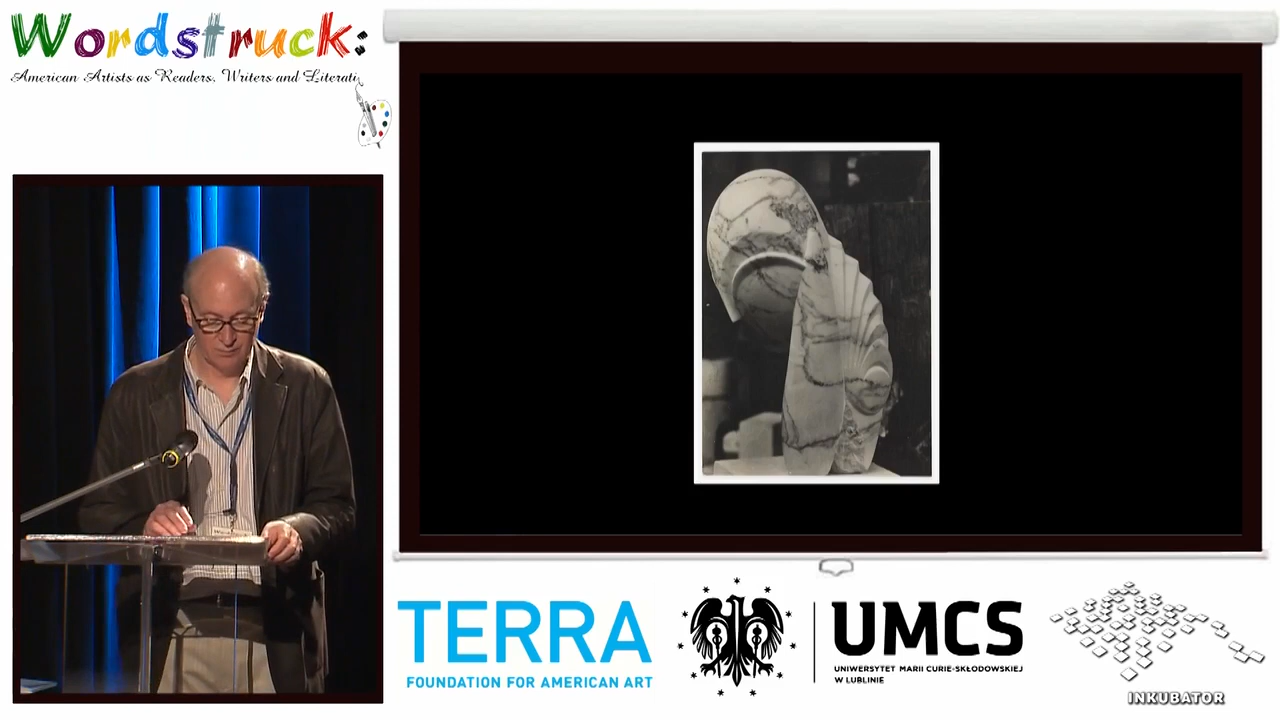 Wordstruck:
American Artists as Readers, Writers and Literati
TERRA
FOUNDATION FOR AMERICAN ART
UMCS
UNIWERSYTET MARII CURIE-SKŁODOWSKIEJ
W LUBLINIE
INKUBATOR